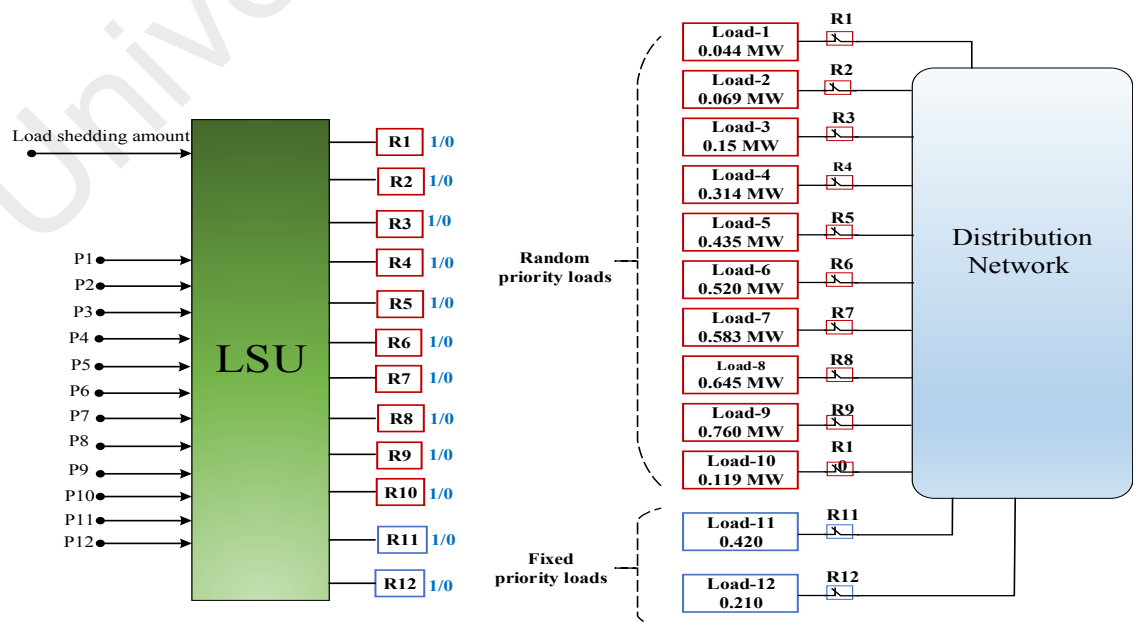 Unive
Load shedding amount
P1
P2
P3
P4
P5
P6
P7
P8
P9
P10
P11
P12
LSU
R1 1/0
R2 1/0
R3 1/0
R4 1/0
R5 1/0
R6 1/0
R7 1/0
R8 1/0
R9 1/0
R10 1/0
R11 1/0
R12 1/0
Random
priority loads
Fixed
priority loads
Load-1
0.044 MW
R1
Load-2
0.069 MW
R2
Load-3
0.15 MW
R3
Load-4
0.314 MW
R4
Load-5
0.435 MW
R5
Load-6
0.520 MW
R6
Load-7
0.583 MW
R7
Load-8
0.645 MW
R8
Load-9
0.760 MW
R9
Load-10
0.119 MW
R1
0
Load-11
0.420
R11
Load-12
0.210
R12
Distribution
Network